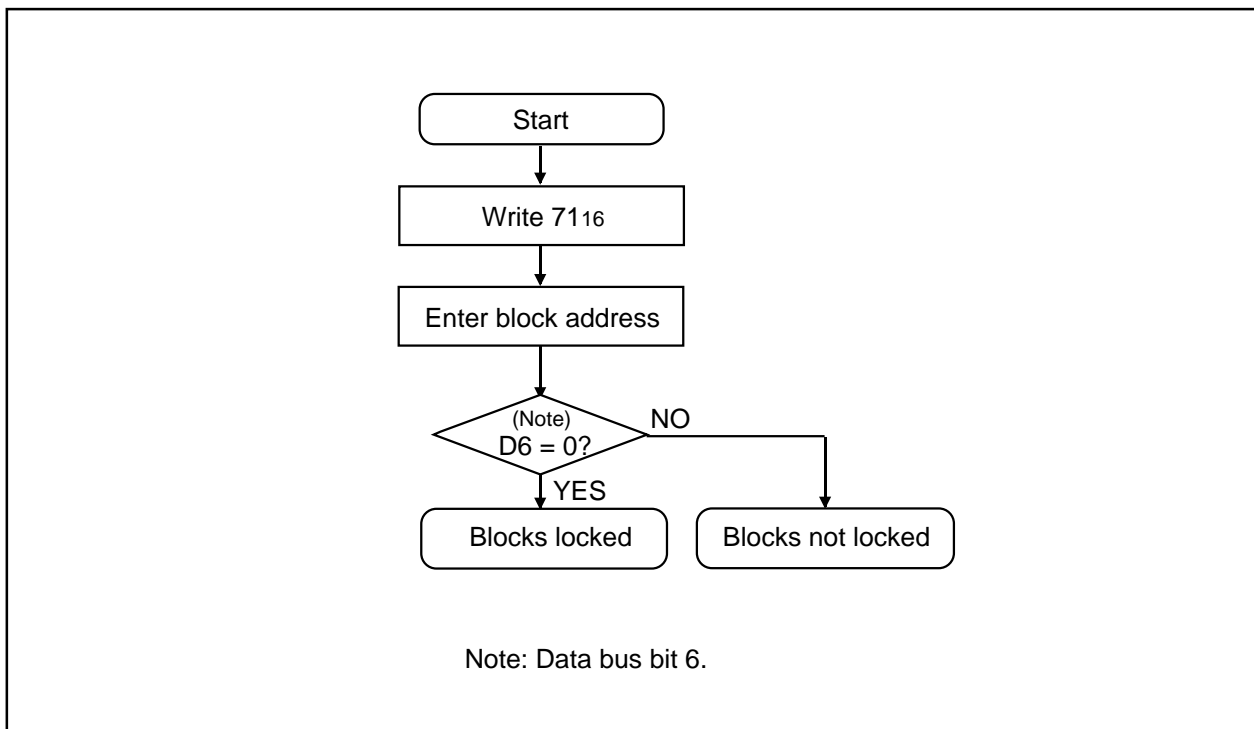 Start
Write 7116
Enter block address
(Note)
D6 = 0?
NO
YES
Blocks locked
Blocks not locked
Note: Data bus bit 6.